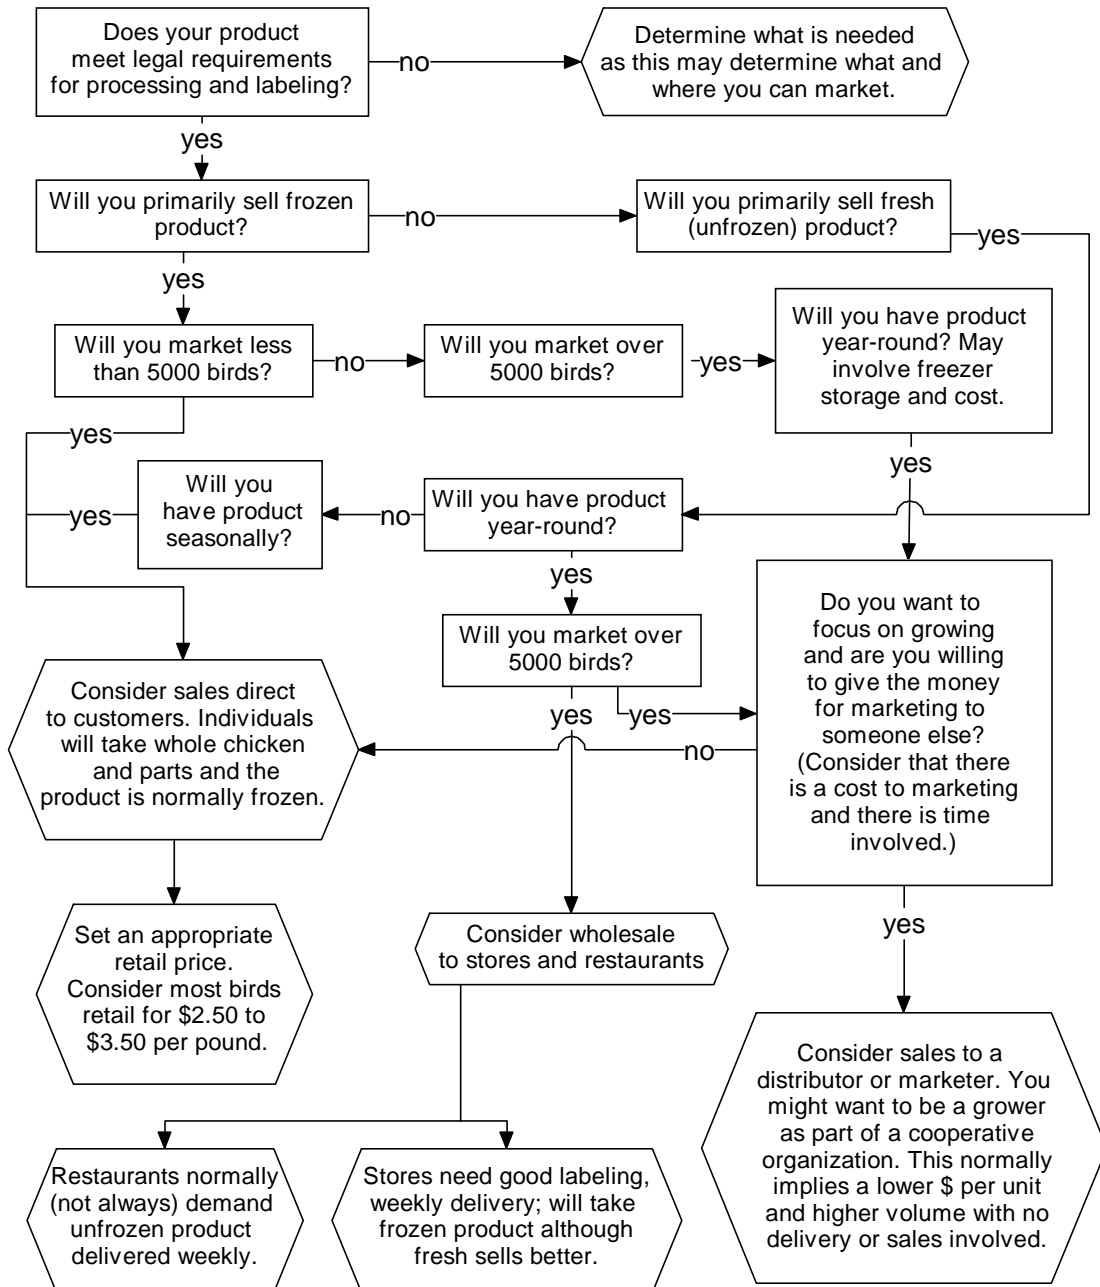 Does your product
meet legal requirements
for processing and labeling?
no
Determine what is needed
as this may determine what and
where you can market.
yes
Will you primarily sell frozen
product?
no
Will you primarily sell fresh
(unfrozen) product?
yes
yes
Will you market less
than 5000 birds?
no
Will you market over
5000 birds?
yes
Will you have product
year-round? May
involve freezer
storage and cost.
yes
yes
Will you
have product
seasonally?
yes
no
Will you have product
year-round?
yes
Will you market over
5000 birds?
yes
yes
Do you want to
focus on growing
and are you willing
to give the money
for marketing to
someone else?
(Consider that there
is a cost to marketing
and there is time
involved.)
no
Consider sales direct
to customers. Individuals
will take whole chicken
and parts and the
product is normally frozen.
yes
Set an appropriate
retail price.
Consider most birds
retail for $2.50 to
$3.50 per pound.
Consider wholesale
to stores and restaurants
Consider sales to a
distributor or marketer. You
might want to be a grower
as part of a cooperative
organization. This normally
implies a lower $ per unit
and higher volume with no
delivery or sales involved.
Restaurants normally
(not always) demand
unfrozen product
delivered weekly.
Stores need good labeling,
weekly delivery; will take
frozen product although
fresh sells better.